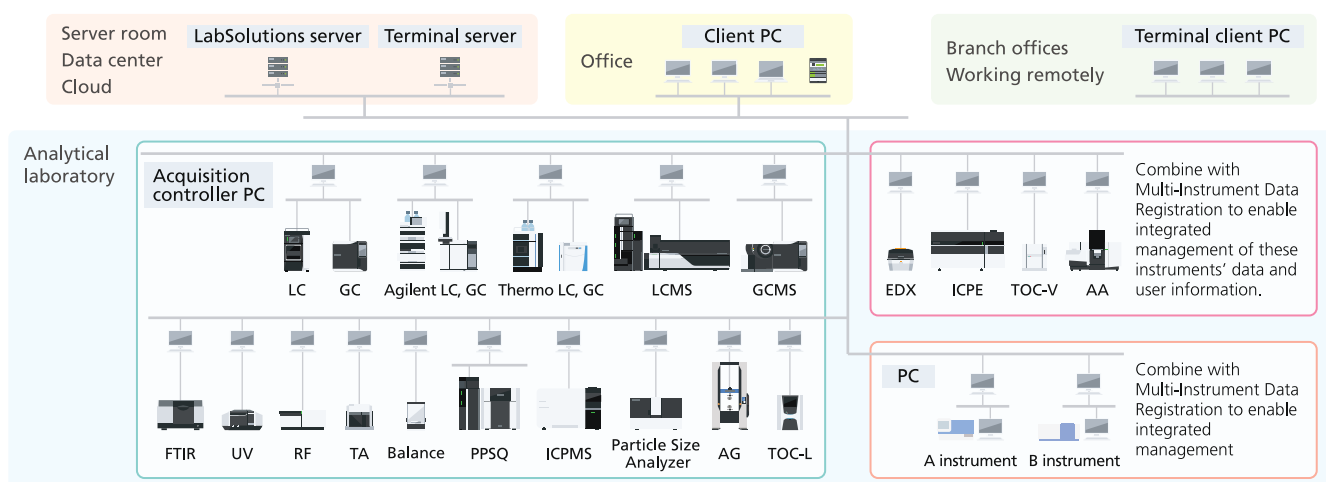 Server room
Data center
Cloud
LabSolutions server
Terminal server
Office
Client PC
Branch offices
Working remotely
Terminal client PC
Analytical
laboratory
Acquisition
controller PC
LC
GC
Agilent LC, GC
Thermo LC, GC
LCMS
GCMS
EDX
ICPE
TOC-V
AA
Combine with
Multi-Instrument Data
Registration to enable
integrated
management of these
instruments’ data and
user information.
FTIR
UV
RF
TA
Balance
PPSQ
ICPMS
Particle Size
Analyzer
AG
TOC-L
PC
A instrument
B instrument
Combine with
Multi-Instrument Data
Registration to enable
integrated
management